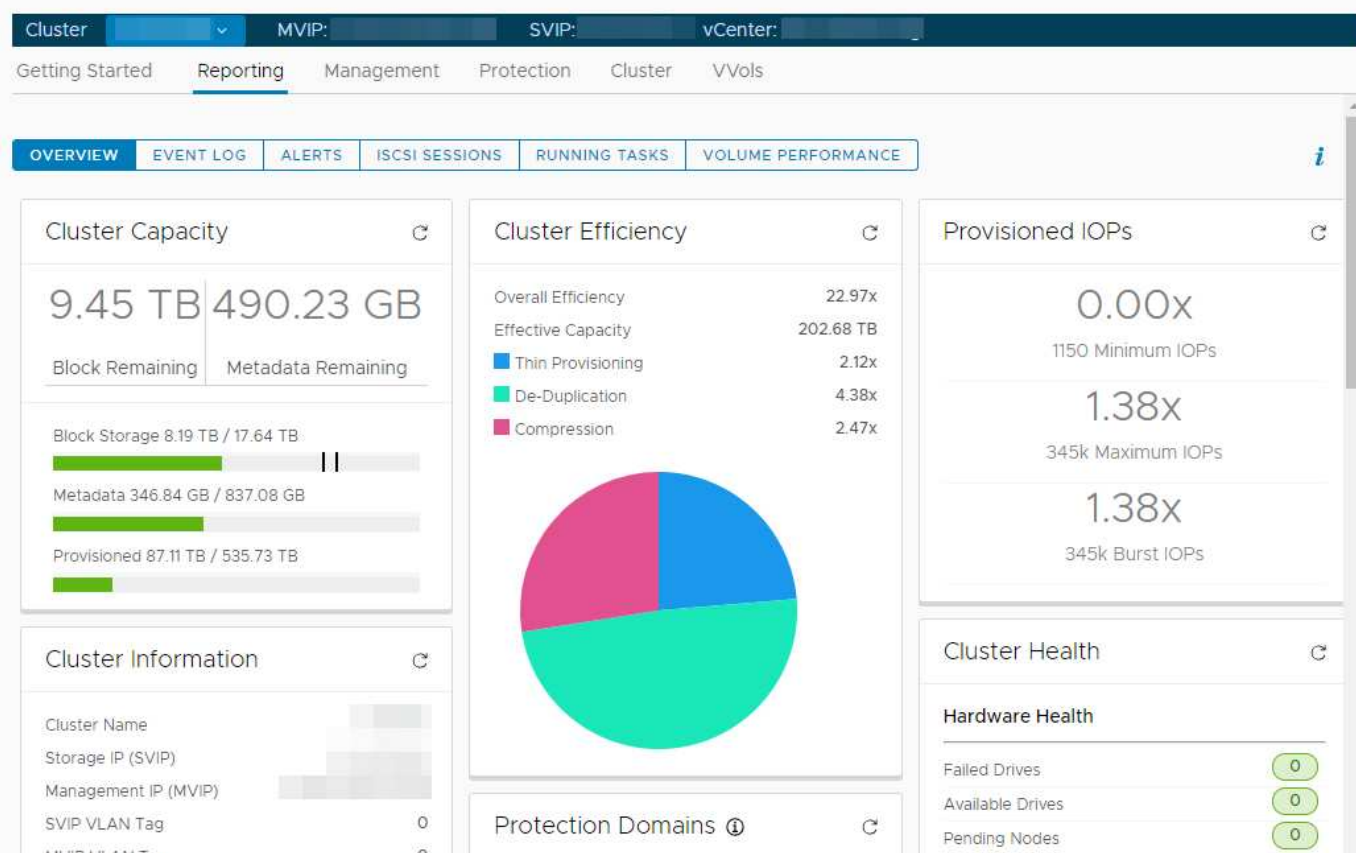 Cluster MVIP: SVIP: vCenter:
Getting Started Reporting Management Protection Cluster VVols
OVERVIEW EVENT LOG ALERTS ISCSI SESSIONS RUNNING TASKS VOLUME PERFORMANCE
i
Cluster Capacity
9.45 TB 490.23 GB
Block Remaining Metadata Remaining
Block Storage 8.19 TB / 17.64 TB
Metadata 346.84 GB / 837.08 GB
Provisioned 87.11 TB / 535.73 TB
Cluster Information
Cluster Name
Storage IP (SVIP)
Management IP (MVIP)
SVIP VLAN Tag 0
Cluster Efficiency
Overall Efficiency 22.97x
Effective Capacity 202.68 TB
Thin Provisioning 2.12x
De-Duplication 4.38x
Compression 2.47x
Protection Domains
Provisioned IOPs
0.00x
1150 Minimum IOPs
1.38x
345k Maximum IOPs
1.38x
345k Burst IOPs
Cluster Health
Hardware Health
Failed Drives 0
Available Drives 0
Pending Nodes 0